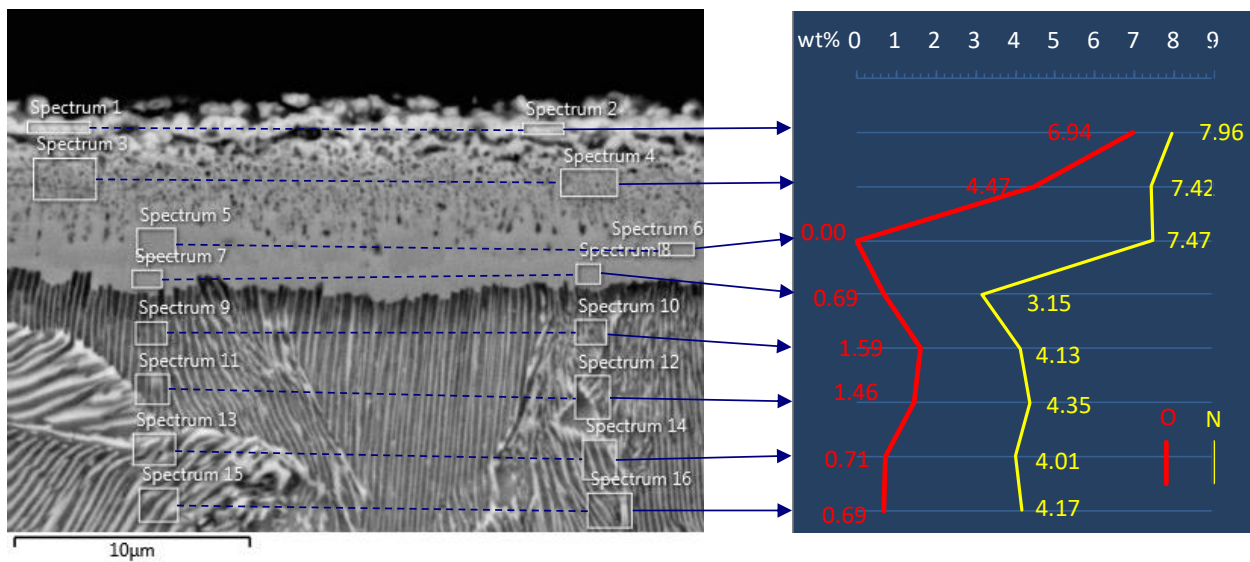 wt% 0 1 2 3 4 5 6 7 8 9
Spectrum 1
Spectrum 2
Spectrum 3
Spectrum 4
Spectrum 5
Spectrum 6
Spectrum 7
Spectrum 8
Spectrum 9
Spectrum 10
Spectrum 11
Spectrum 12
Spectrum 13
Spectrum 14
Spectrum 15
Spectrum 16
10µm
6.94
7.96
4.47
7.42
0.00
7.47
0.69
3.15
1.59
4.13
1.46
4.35
O N
0.71
4.01
0.69
4.17